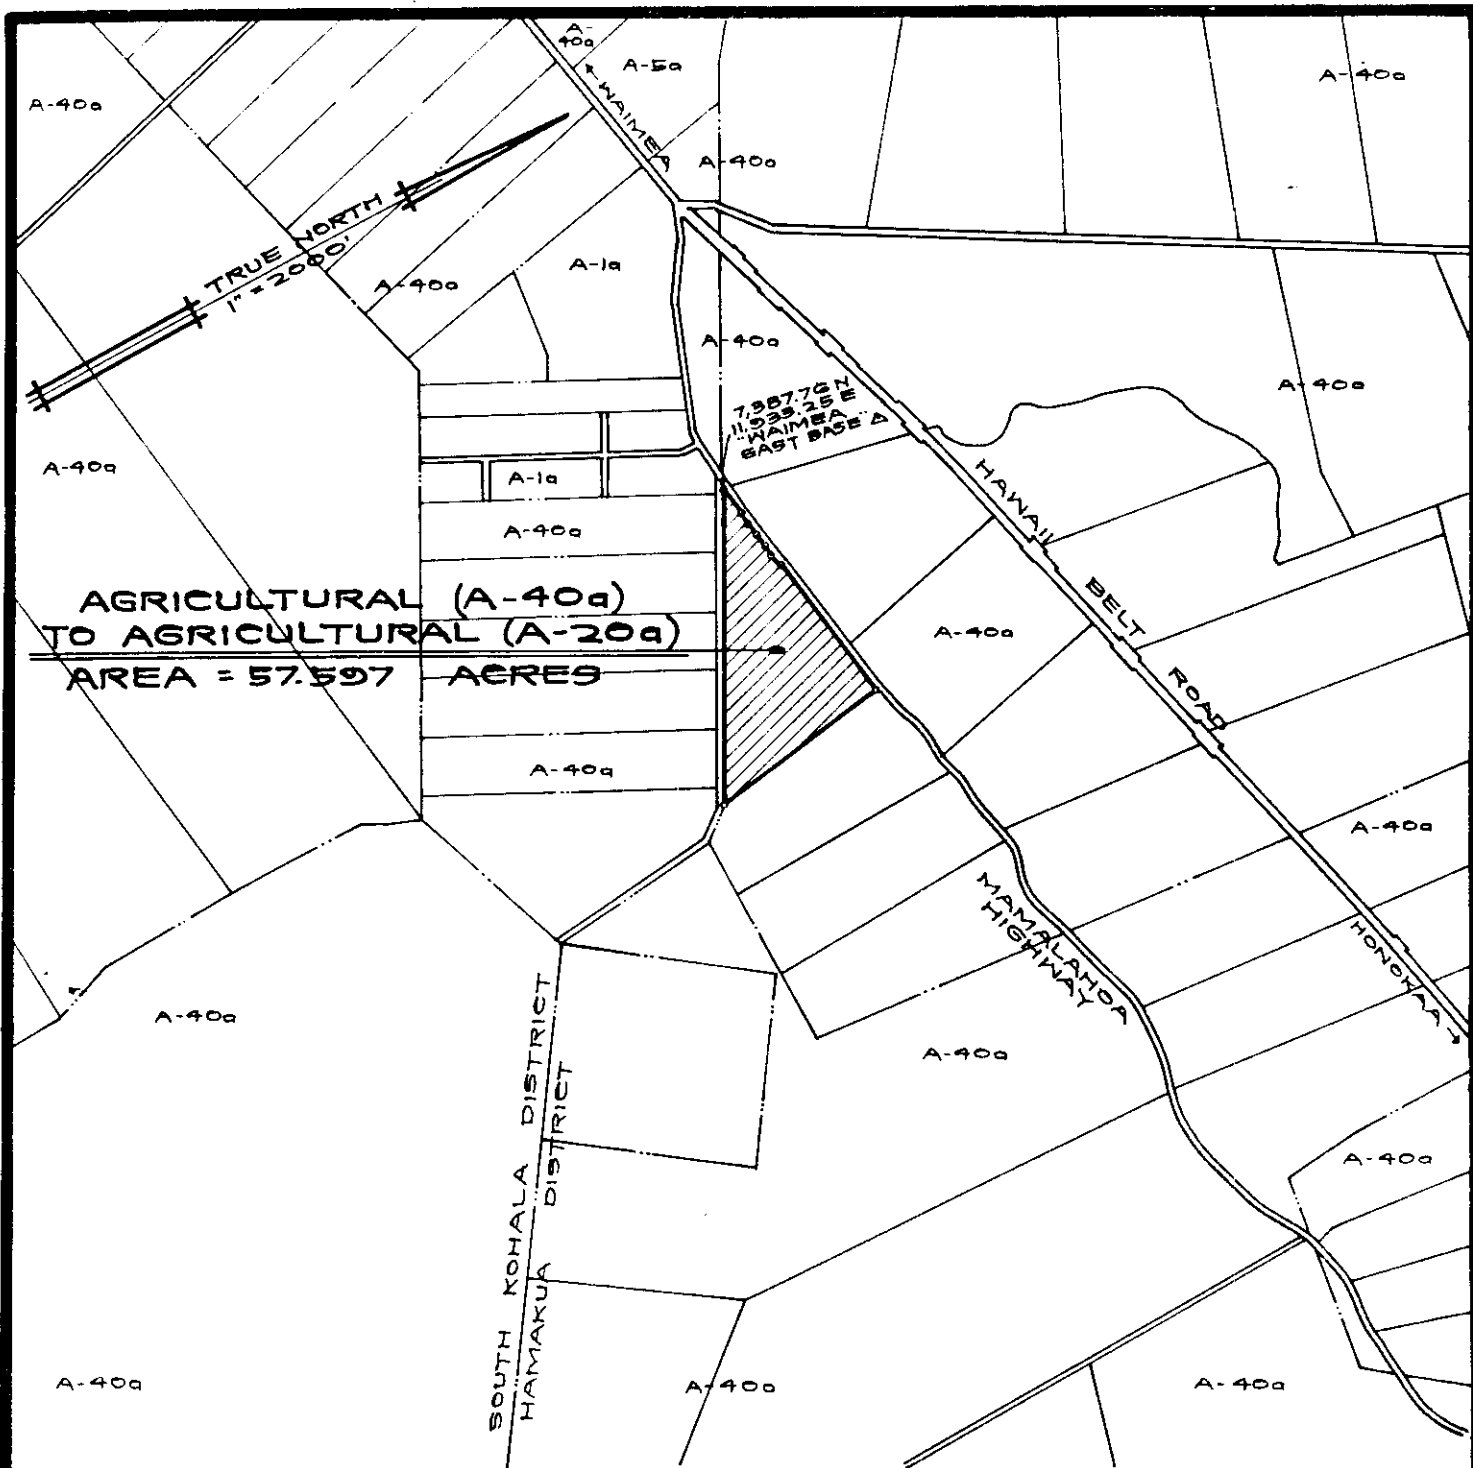 A-
40a
A-5a
A-40a
A-40a
WAIMEA
A-40a
TRUE NORTH
1" = 2000'
A-40a
A-1a
A-40a
A-40a
7,387.76 N
11,933.25 E
"WAIMEA
EAST BASE" △
A-40a
A-1a
A-40a
HAWAII BELT ROAD
AGRICULTURAL (A-40a)
TO AGRICULTURAL (A-20a)
AREA = 57.597 ACRES
A-40a
A-40a
A-40a
MAMALAHOA
HIGHWAY
HONOKAA
A-40a
A-40a
SOUTH KOHALA DISTRICT
HAMAKUA DISTRICT
A-40a
A-40a
A-40a
A-40a